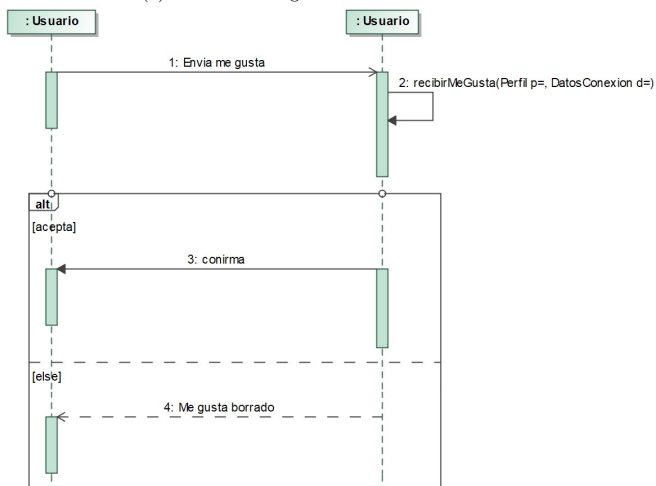 : Usuario
: Usuario
1: Envia me gusta
2: recibirMeGusta(Perfil p=, DatosConexion d=)
alt
[acepta]
3: conirma
[else]
4: Me gusta borrado